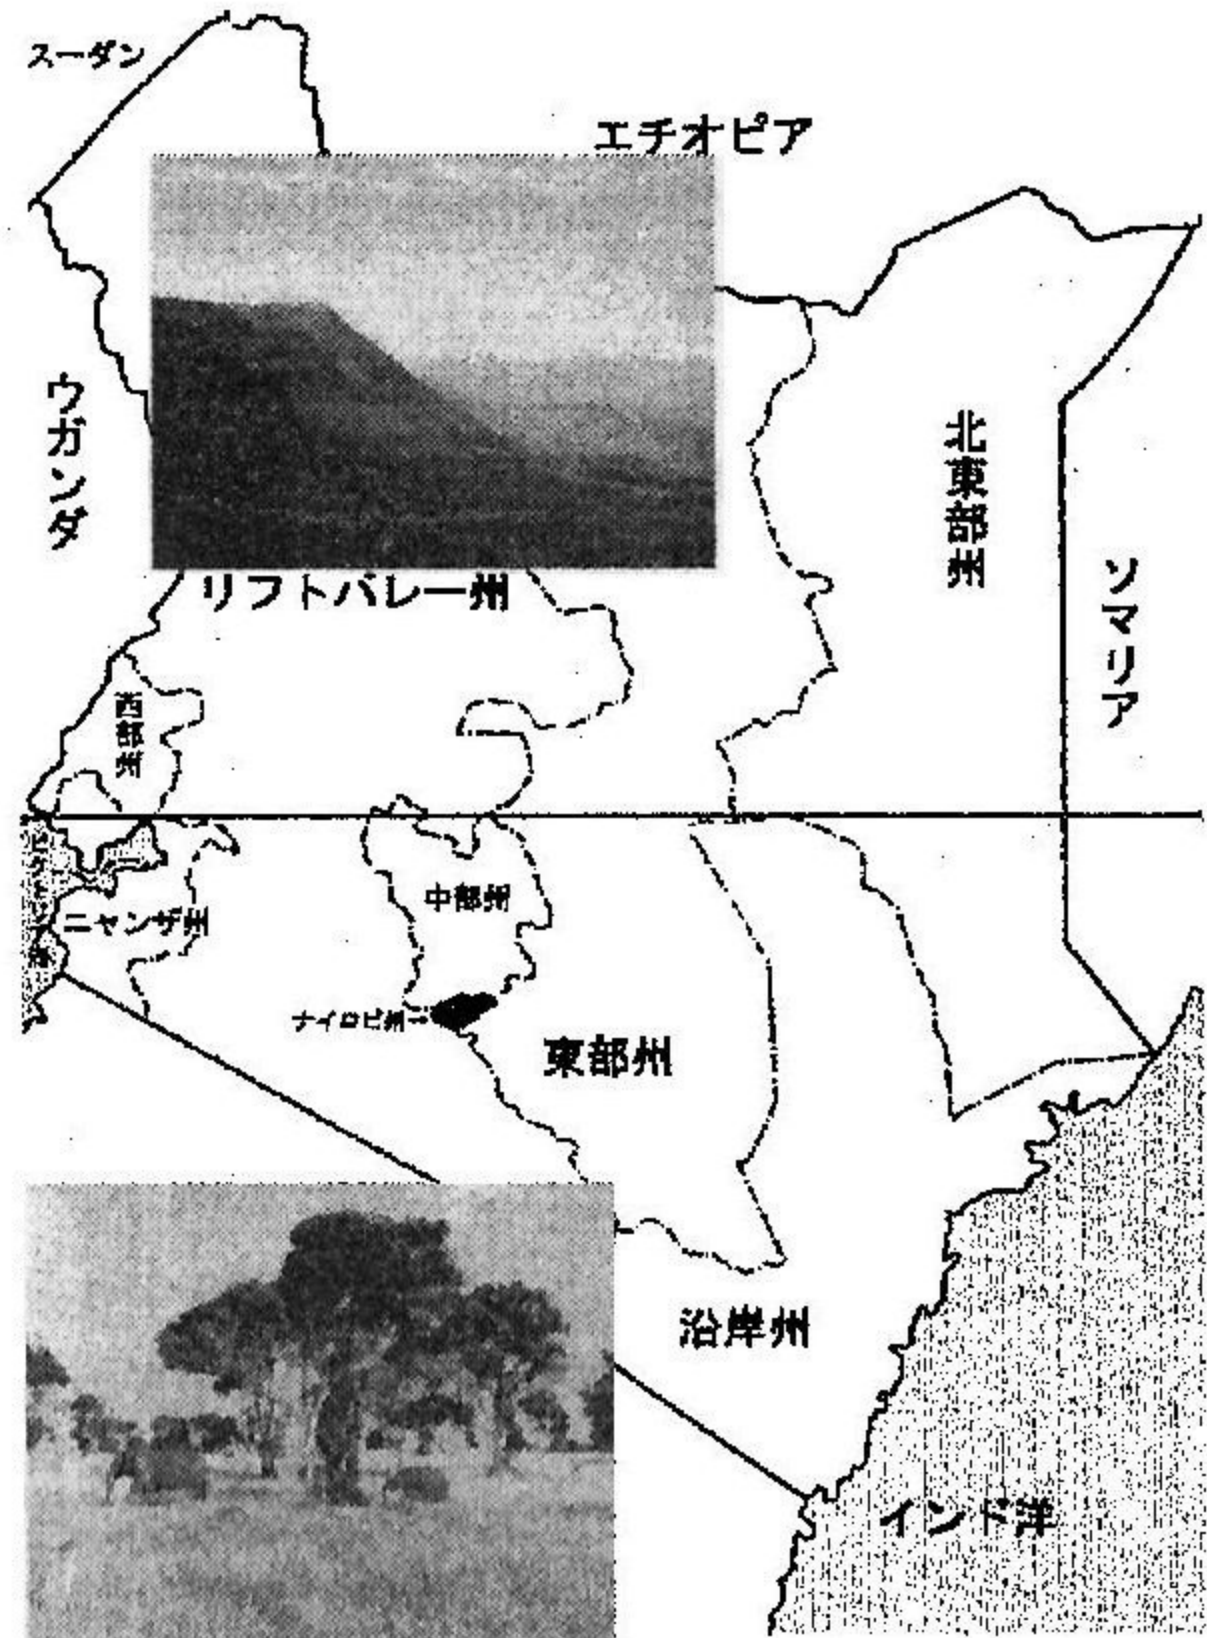 スーダン
エチオピア
ウガンダ
北東部州
ソマリア
リフトバレー州
西部州
中部州
ニャンザ州
ナイロビ州
東部州
沿岸州
インド洋